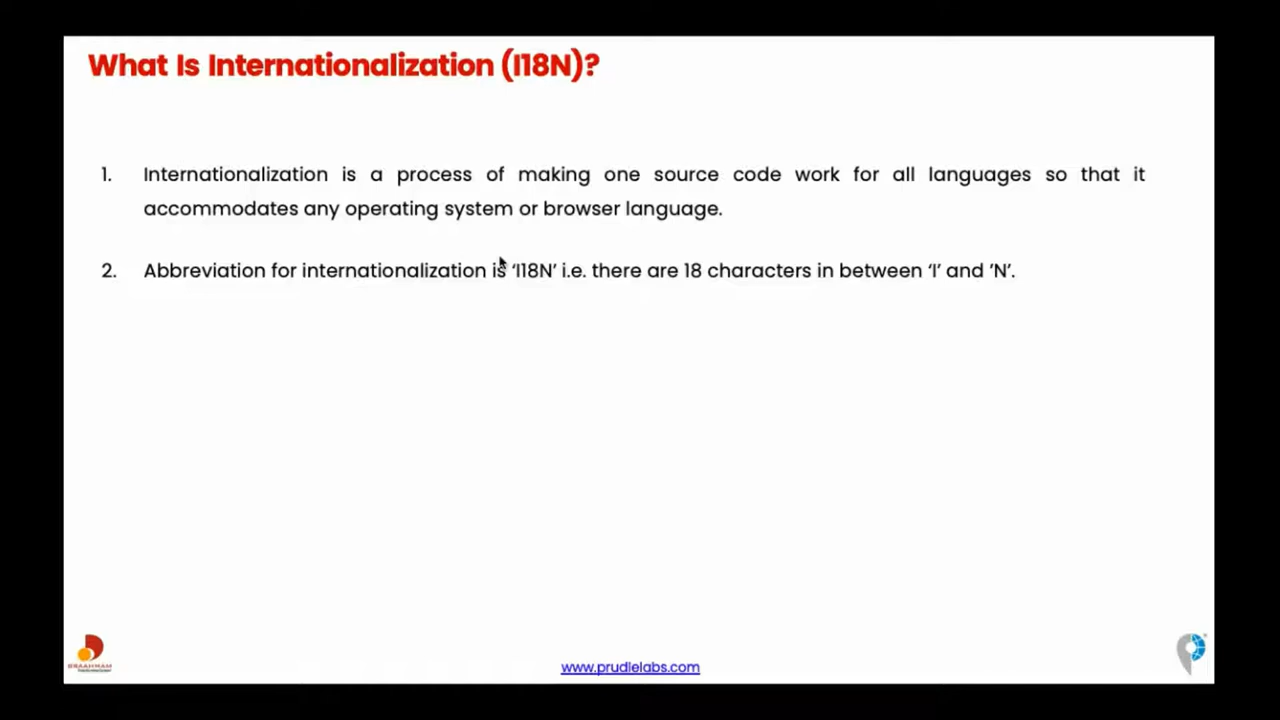 What Is Internationalization (I18N)?
1. Internationalization is a process of making one source code work for all languages so that it
accommodates any operating system or browser language.
2. Abbreviation for internationalization is ‘I18N’ i.e. there are 18 characters in between ‘I’ and ’N’.
BRAAHMAM
www.prudlelabs.com